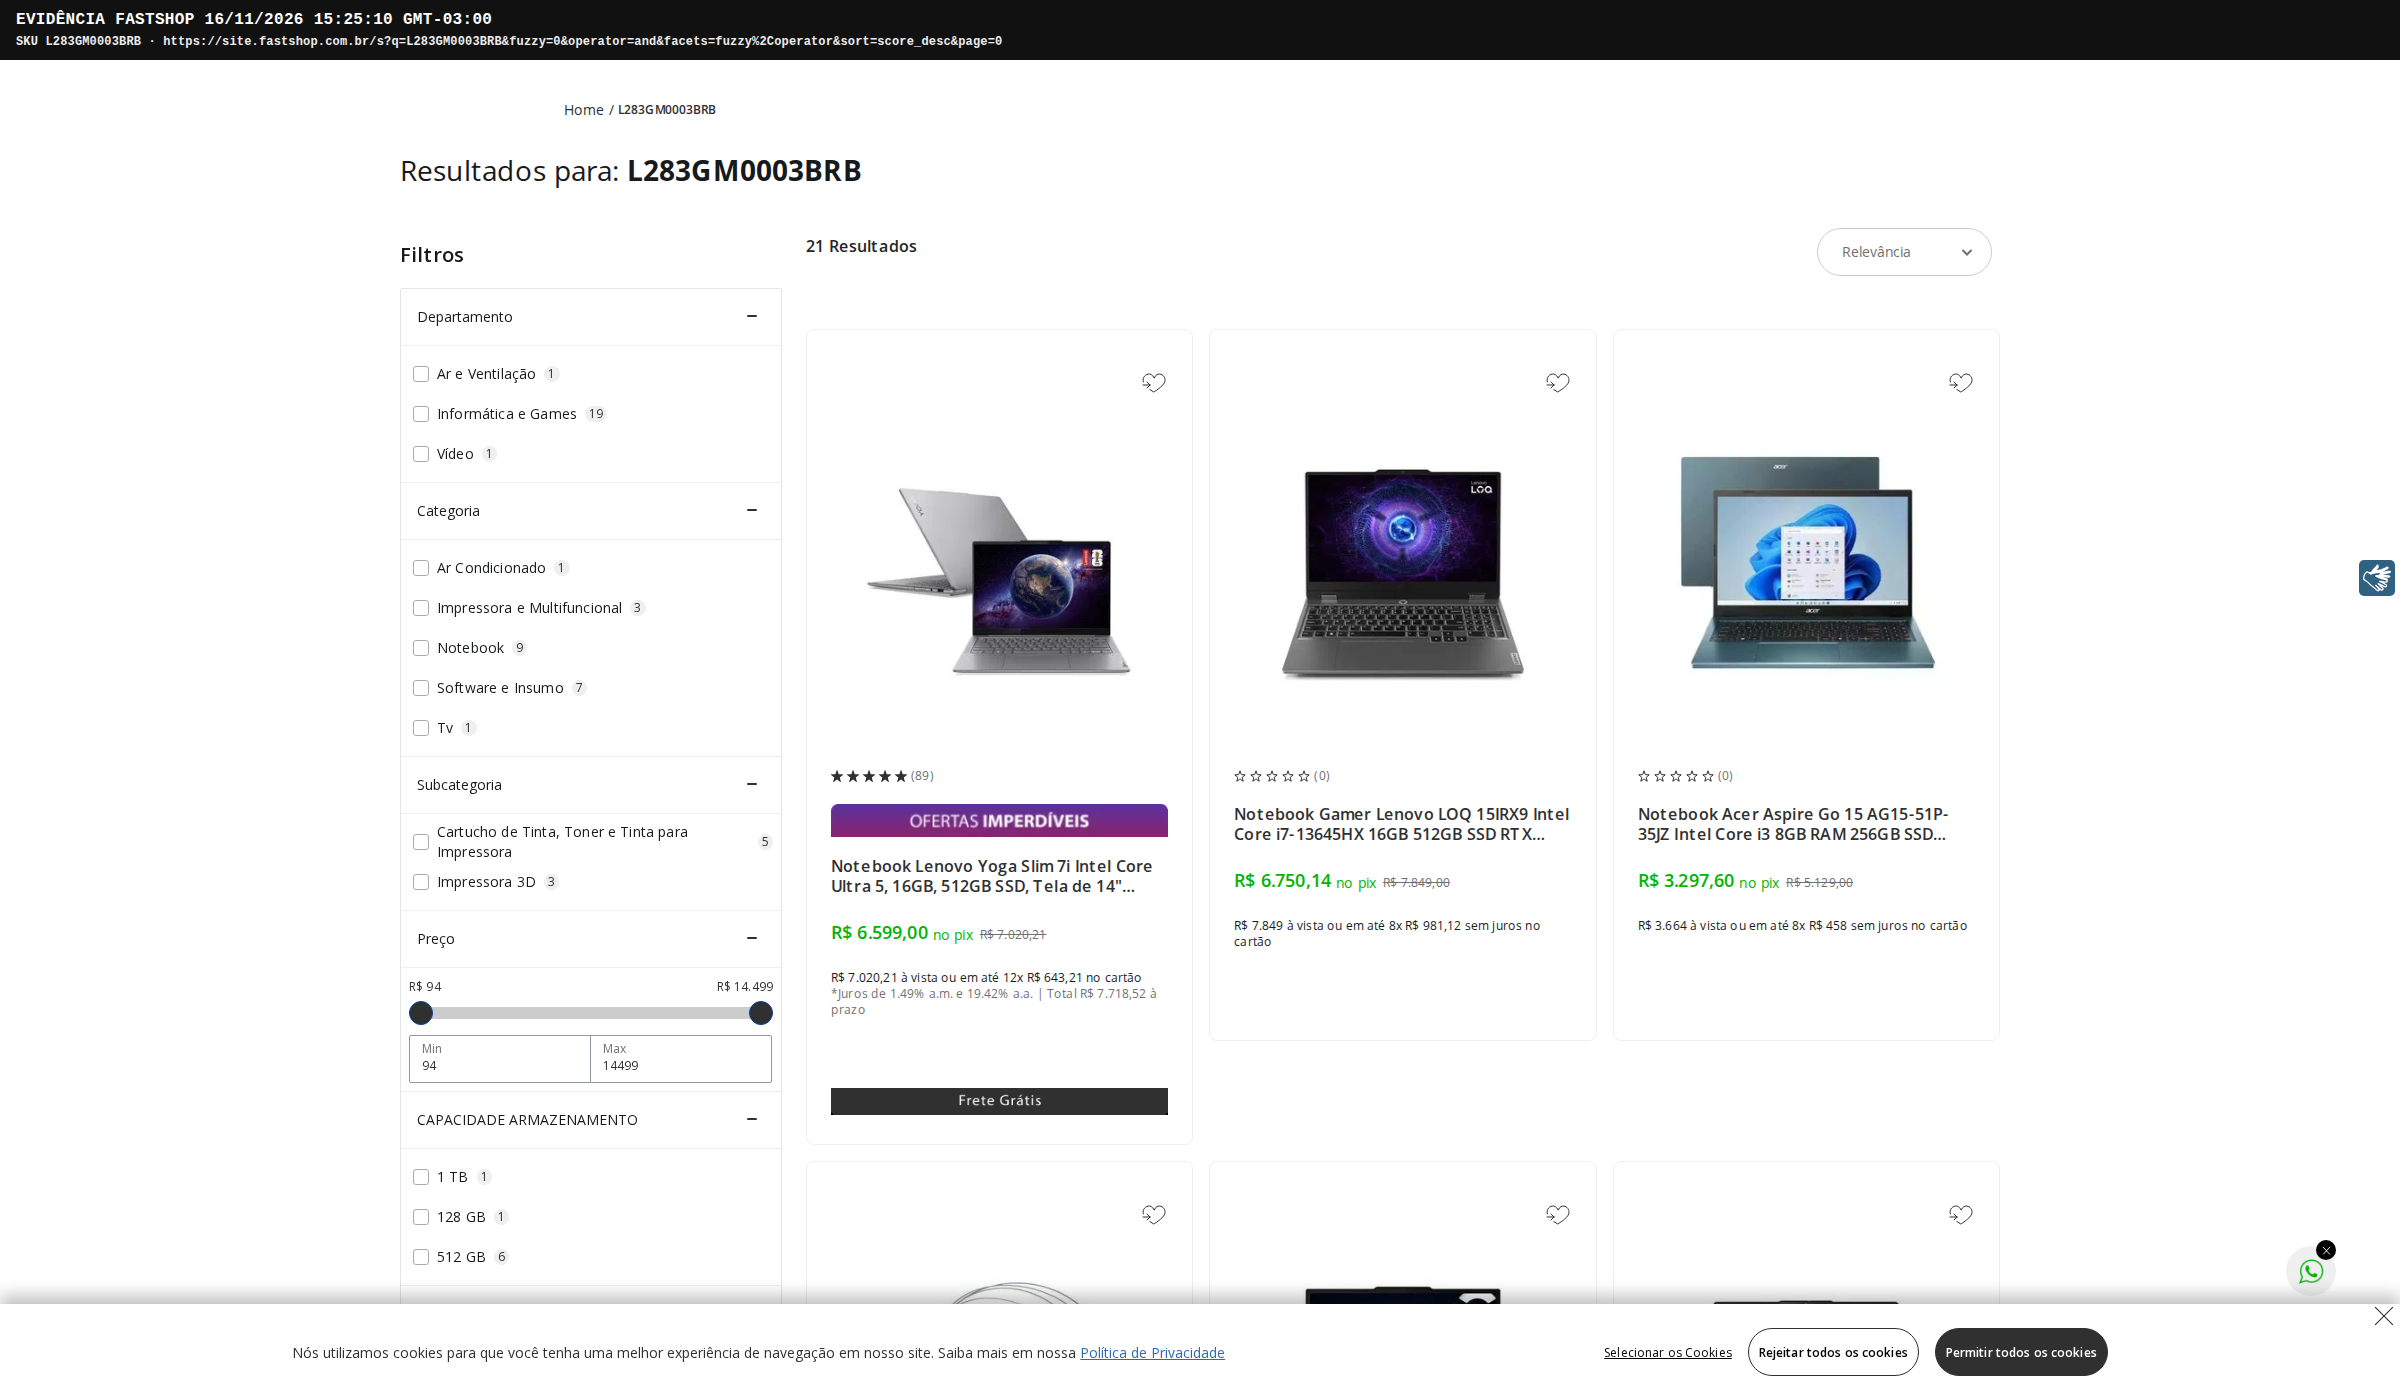 EVIDÊNCIA FASTSHOP 16/11/2026 15:25:10 GMT-03:00
SKU L283GM0003BRB · https://site.fastshop.com.br/s?q=L283GM0003BRB&fuzzy=0&operator=and&facets=fuzzy%2Coperator&sort=score_desc&page=0
Home / L283GM0003BRB
Resultados para: L283GM0003BRB
Filtros
21 Resultados
Relevância
Departamento
Ar e Ventilação 1
Informática e Games 19
Vídeo 1
Categoria
Ar Condicionado 1
Impressora e Multifuncional 3
Notebook 9
Software e Insumo 7
Tv 1
Subcategoria
Cartucho de Tinta, Toner e Tinta para
Impressora 5
Impressora 3D 3
Preço
R$ 94 R$ 14.499
Min Max
94 14499
CAPACIDADE ARMAZENAMENTO
1 TB 1
128 GB 1
512 GB 6
(89)
OFERTAS IMPERDÍVEIS
Notebook Lenovo Yoga Slim 7i Intel Core
Ultra 5, 16GB, 512GB SSD, Tela de 14"...
R$ 6.599,00 no pix R$ 7.020,21
R$ 7.020,21 à vista ou em até 12x R$ 643,21 no cartão
*Juros de 1.49% a.m. e 19.42% a.a. | Total R$ 7.718,52 à
prazo
Frete Grátis
Lenovo
LOQ
(0)
Notebook Gamer Lenovo LOQ 15IRX9 Intel
Core i7-13645HX 16GB 512GB SSD RTX...
R$ 6.750,14 no pix R$ 7.849,00
R$ 7.849 à vista ou em até 8x R$ 981,12 sem juros no
cartão
acer
acer
(0)
Notebook Acer Aspire Go 15 AG15-51P-
35JZ Intel Core i3 8GB RAM 256GB SSD...
R$ 3.297,60 no pix R$ 5.129,00
R$ 3.664 à vista ou em até 8x R$ 458 sem juros no cartão
Nós utilizamos cookies para que você tenha uma melhor experiência de navegação em nosso site. Saiba mais em nossa Política de Privacidade
Selecionar os Cookies
Rejeitar todos os cookies
Permitir todos os cookies